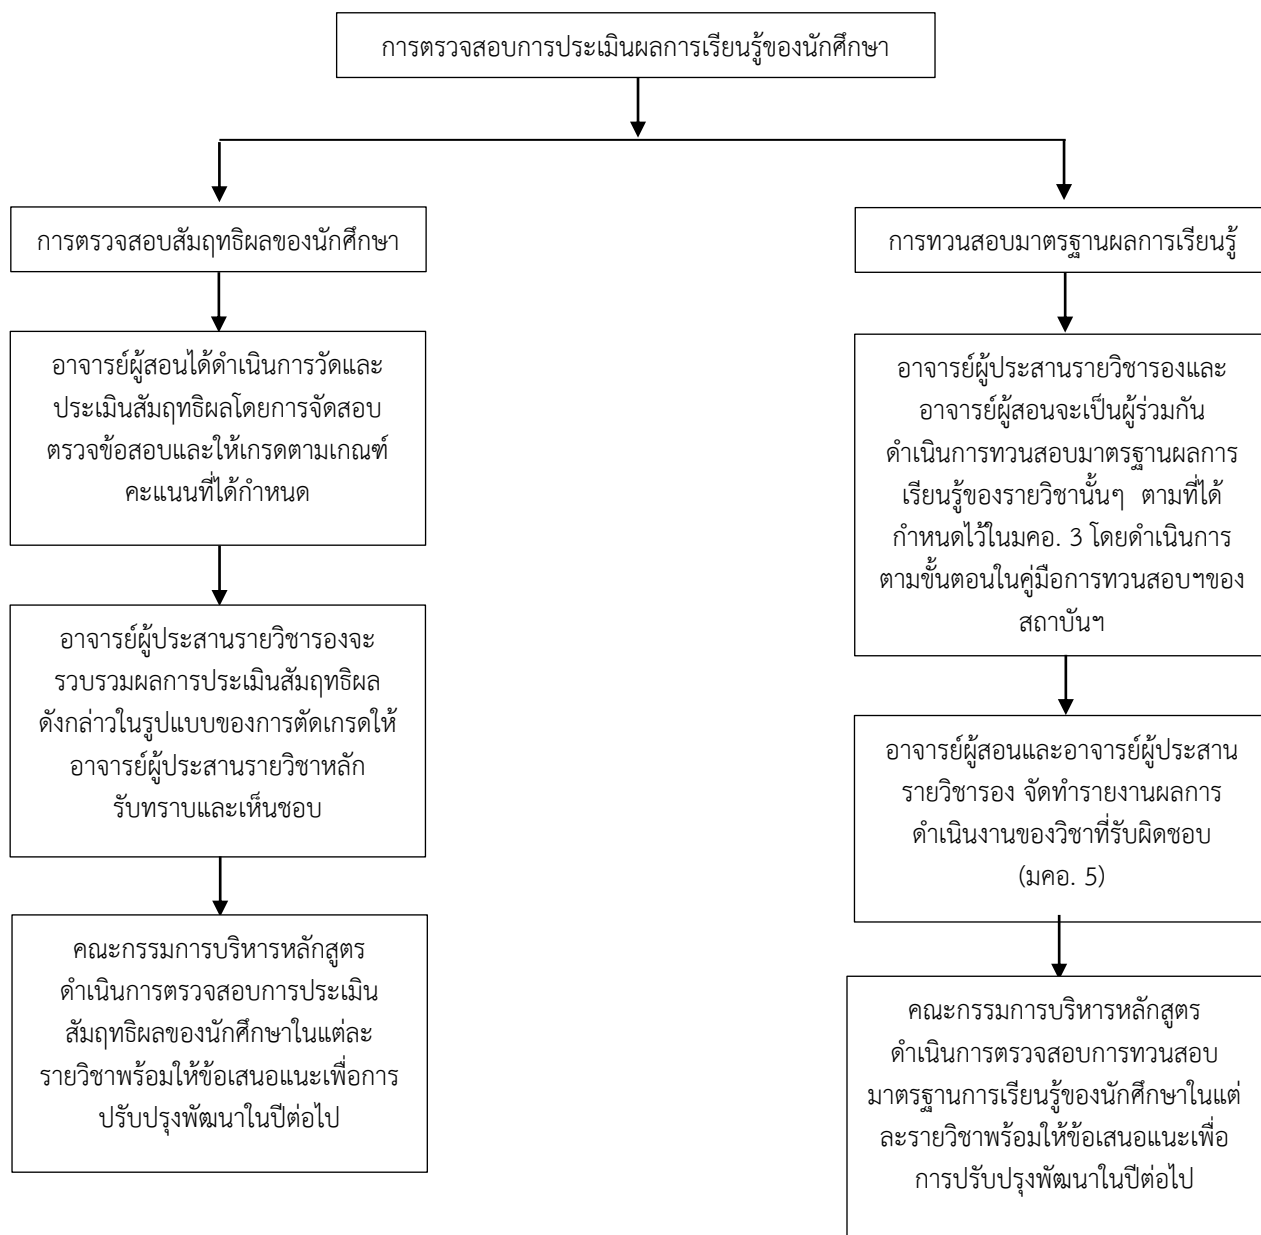 การตรวจสอบการประเมินผลการเรียนรู้ของนักศึกษา
การตรวจสอบสัมฤทธิผลของนักศึกษา
อาจารย์ผู้สอนได้ดำเนินการวัดและ
ประเมินสัมฤทธิผลโดยการจัดสอบ
ตรวจข้อสอบและให้เกรดตามเกณฑ์
คะแนนที่ได้กำหนด
อาจารย์ผู้ประสานรายวิชารองจะ
รวบรวมผลการประเมินสัมฤทธิผล
ดังกล่าวในรูปแบบของการตัดเกรดให้
อาจารย์ผู้ประสานรายวิชาหลัก
รับทราบและเห็นชอบ
คณะกรรมการบริหารหลักสูตร
ดำเนินการตรวจสอบการประเมิน
สัมฤทธิผลของนักศึกษาในแต่ละ
รายวิชาพร้อมให้ข้อเสนอแนะเพื่อการ
ปรับปรุงพัฒนาในปีต่อไป
การทวนสอบมาตรฐานผลการเรียนรู้
อาจารย์ผู้ประสานรายวิชารองและ
อาจารย์ผู้สอนจะเป็นผู้ร่วมกัน
ดำเนินการทวนสอบมาตรฐานผลการ
เรียนรู้ของรายวิชานั้นๆ ตามที่ได้
กำหนดไว้ในมคอ. 3 โดยดำเนินการ
ตามขั้นตอนในคู่มือการทวนสอบฯของ
สถาบันฯ
อาจารย์ผู้สอนและอาจารย์ผู้ประสาน
รายวิชารอง จัดทำรายงานผลการ
ดำเนินงานของวิชาที่รับผิดชอบ
(มคอ. 5)
คณะกรรมการบริหารหลักสูตร
ดำเนินการตรวจสอบการทวนสอบ
มาตรฐานการเรียนรู้ของนักศึกษาในแต่
ละรายวิชาพร้อมให้ข้อเสนอแนะเพื่อ
การปรับปรุงพัฒนาในปีต่อไป